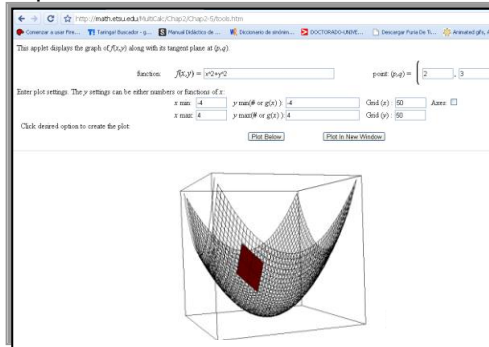 http://math.etsu.edu/MultiCalc/Chap2/Chap2-5/tools.htm
Comenzar a usar Fire... Taringa! Buscador - g... Manual Didáctico de ... Diccionario de sinónim... DOCTORADO-UNIVE... Descargar Furia De Ti... Animated gifs, A
This applet displays the graph of f(x,y) along with its tangent plane at (p,q).
function: f(x,y) = x^2+y^2 point: (p,q) = ( 2 , 3
Enter plot settings. The y settings can be either numbers or functions of x:
x min: -4 y min(# or g(x) ): -4 Grid (x) : 50 Axes:
x max: 4 y max(# or g(x) ): 4 Grid (y) : 50
Click desired option to create the plot:
Plot Below Plot In New Window